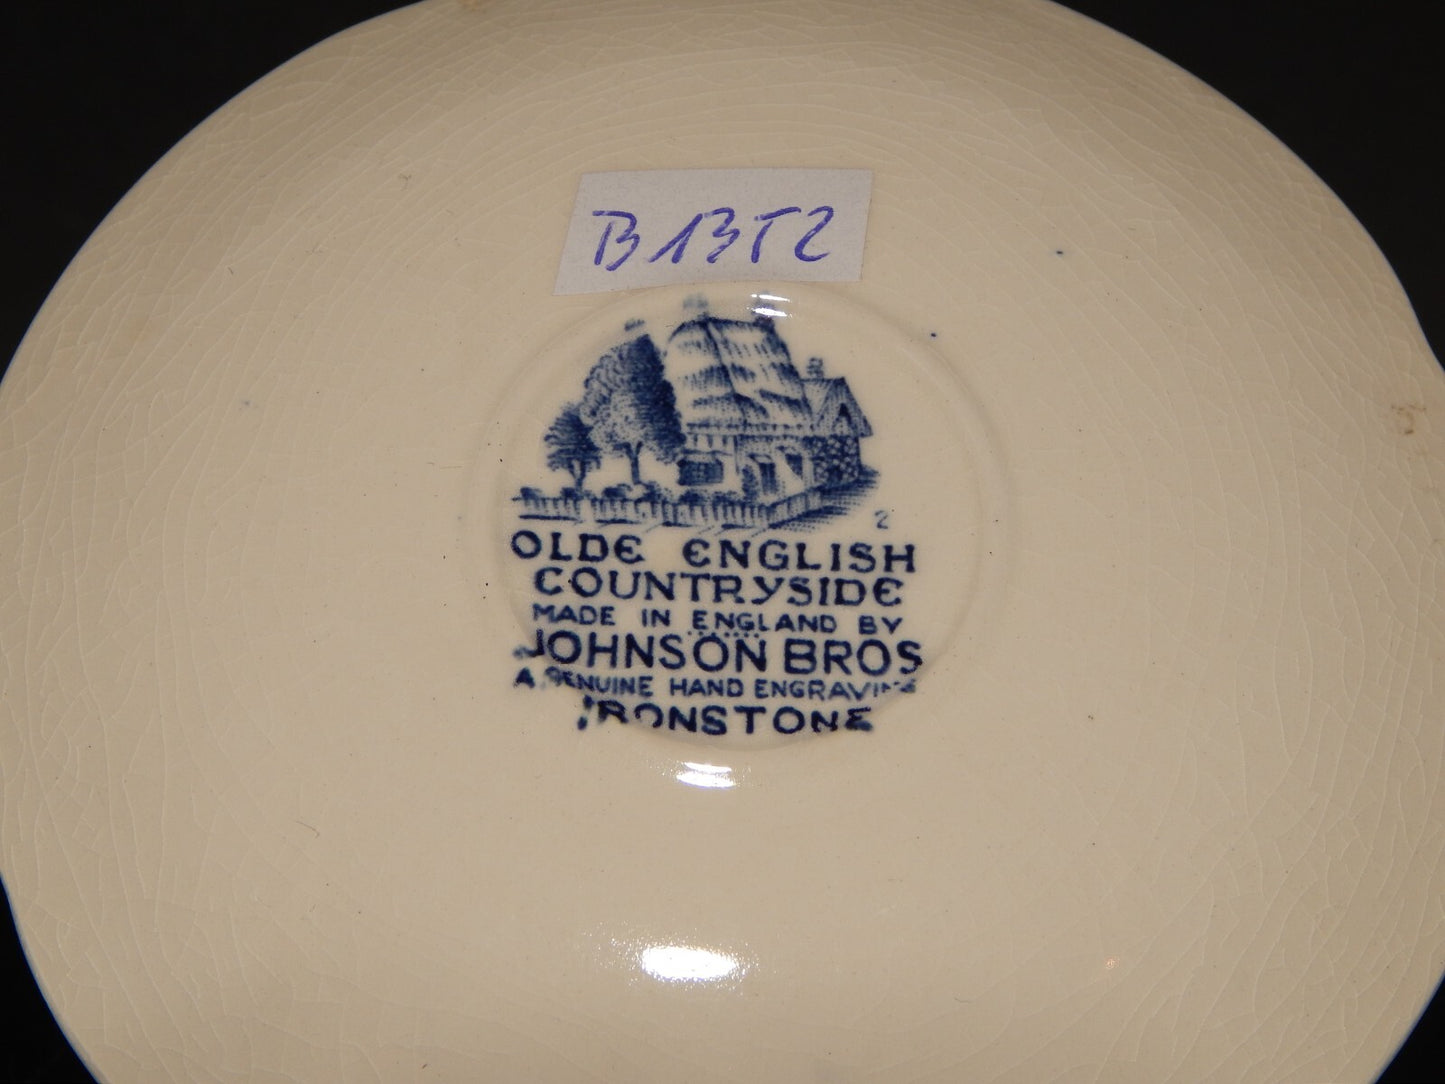 B13T2
2
OLDE ENGLISH
COUNTRYSIDE
MADE IN ENGLAND BY
JOHNSON BROS
A GENUINE HAND ENGRAVING
IRONSTONE